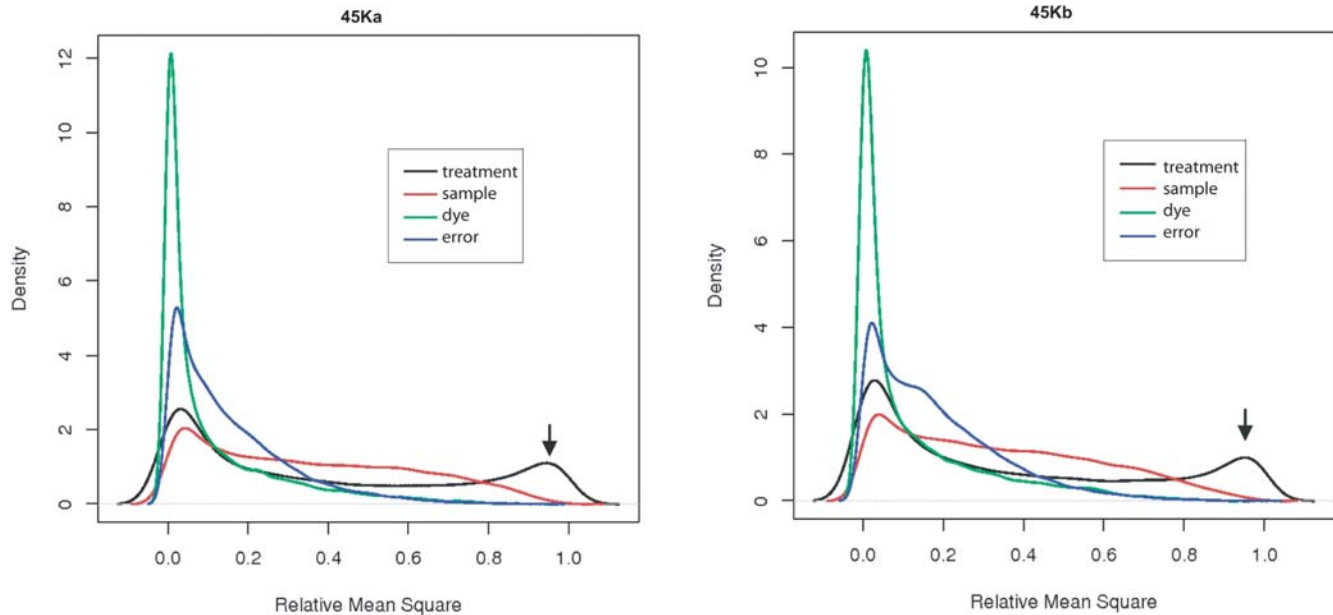 45Ka
Density
12
10
8
6
4
2
0
treatment
sample
dye
error
0.0 0.2 0.4 0.6 0.8 1.0
Relative Mean Square
45Kb
Density
10
8
6
4
2
0
treatment
sample
dye
error
0.0 0.2 0.4 0.6 0.8 1.0
Relative Mean Square